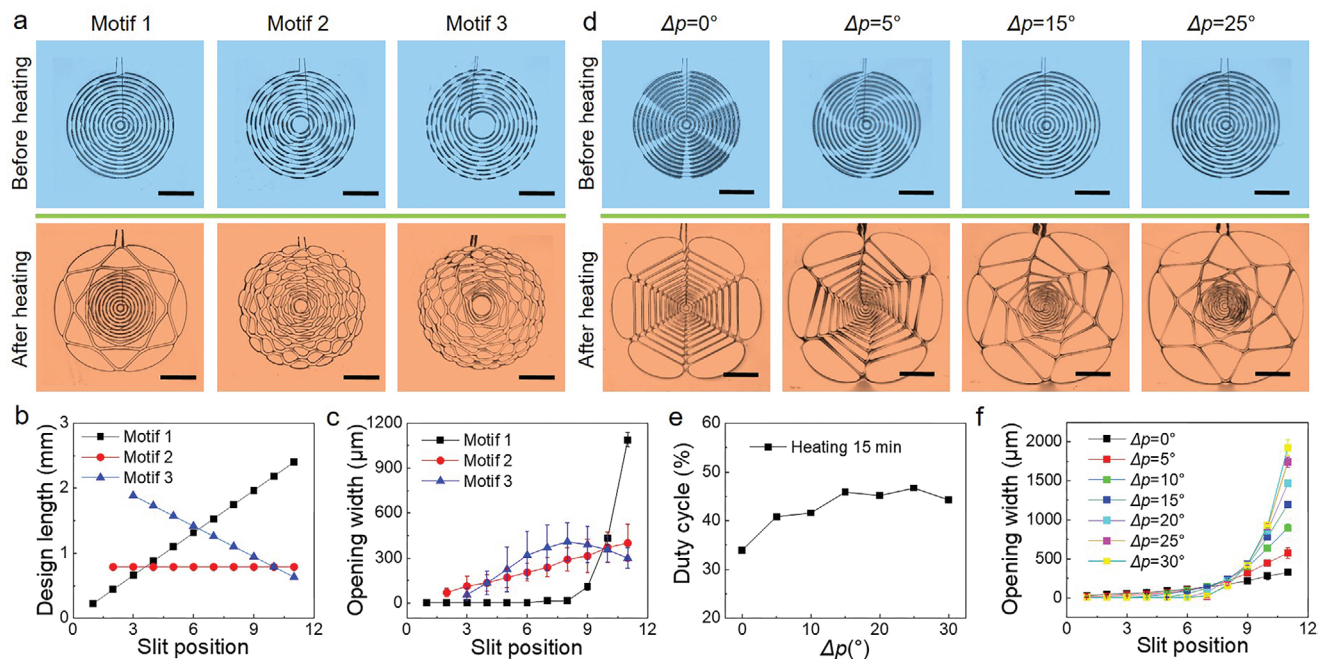 a
Motif 1 Motif 2 Motif 3
Before heating
After heating
d
Δp=0° Δp=5° Δp=15° Δp=25°
Before heating
After heating
b
Design length (mm)
3
2
1
0
Motif 1
Motif 2
Motif 3
0 3 6 9 12
Slit position
c
Opening width (μm)
1200
900
600
300
0
Motif 1
Motif 2
Motif 3
0 3 6 9 12
Slit position
e
Duty cycle (%)
60
50
40
30
20
Heating 15 min
0 10 20 30
Δp(°)
f
Opening width (μm)
2000
1500
1000
500
0
Δp=0°
Δp=5°
Δp=10°
Δp=15°
Δp=20°
Δp=25°
Δp=30°
0 3 6 9 12
Slit position